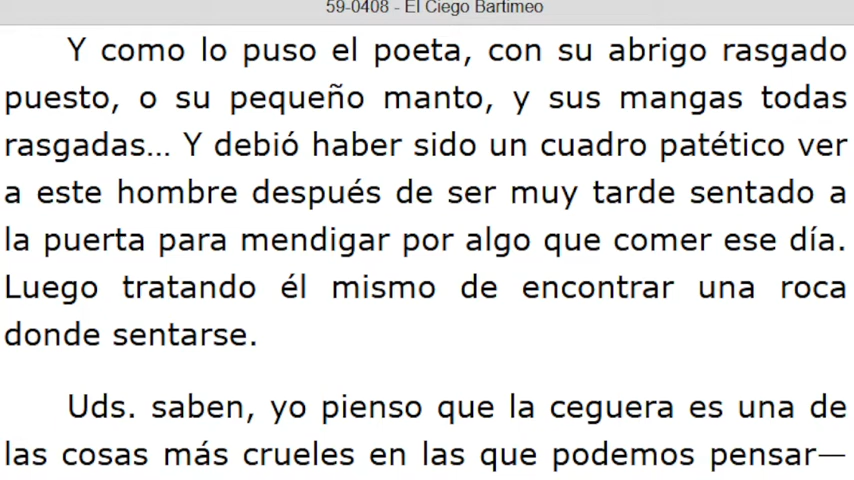 59-0408 - El Ciego Bartimeo
Y como lo puso el poeta, con su abrigo rasgado
puesto, o su pequeño manto, y sus mangas todas
rasgadas... Y debió haber sido un cuadro patético ver
a este hombre después de ser muy tarde sentado a
la puerta para mendigar por algo que comer ese día.
Luego tratando él mismo de encontrar una roca
donde sentarse.
Uds. saben, yo pienso que la ceguera es una de
las cosas más crueles en las que podemos pensar—